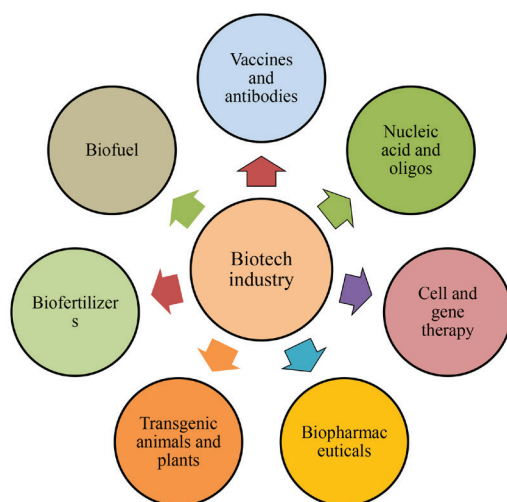 Vaccines
and
antibodies
Nucleic
acid and
oligos
Cell and
gene
therapy
Biopharmac
euticals
Transgenic
animals and
plants
Biofertilizer
s
Biofuel
Biotech
industry